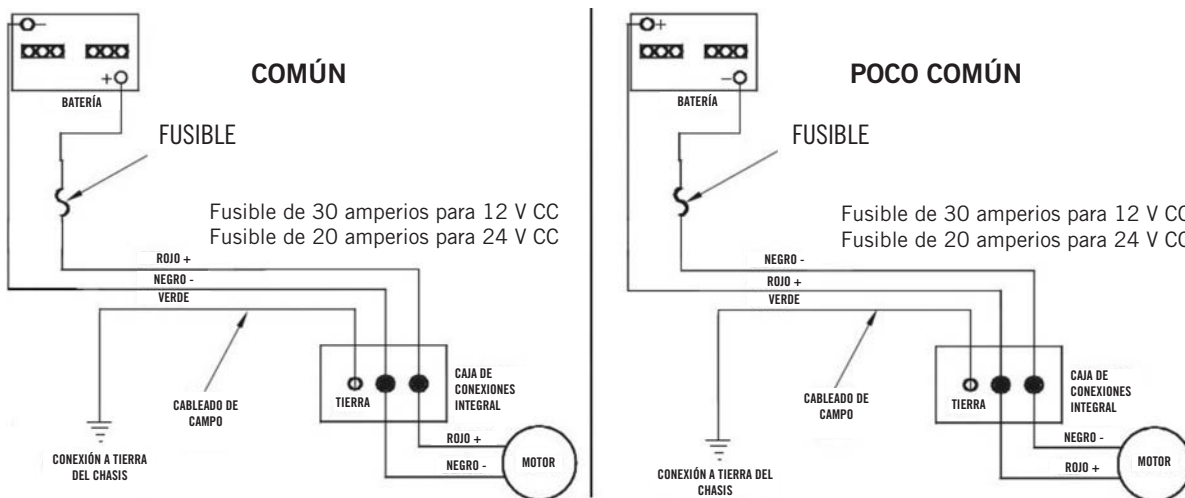 −
+
BATERÍA
COMÚN
FUSIBLE
Fusible de 30 amperios para 12 V CC
Fusible de 20 amperios para 24 V CC
ROJO +
NEGRO -
VERDE
CABLEADO DE
CAMPO
TIERRA
CAJA DE
CONEXIONES
INTEGRAL
CONEXIÓN A TIERRA
DEL CHASIS
ROJO +
NEGRO -
MOTOR
+
−
BATERÍA
POCO COMÚN
FUSIBLE
Fusible de 30 amperios para 12 V CC
Fusible de 20 amperios para 24 V CC
NEGRO -
ROJO +
VERDE
CABLEADO DE
CAMPO
TIERRA
CAJA DE
CONEXIONES
INTEGRAL
CONEXIÓN A TIERRA DEL
CHASIS
NEGRO -
ROJO +
MOTOR